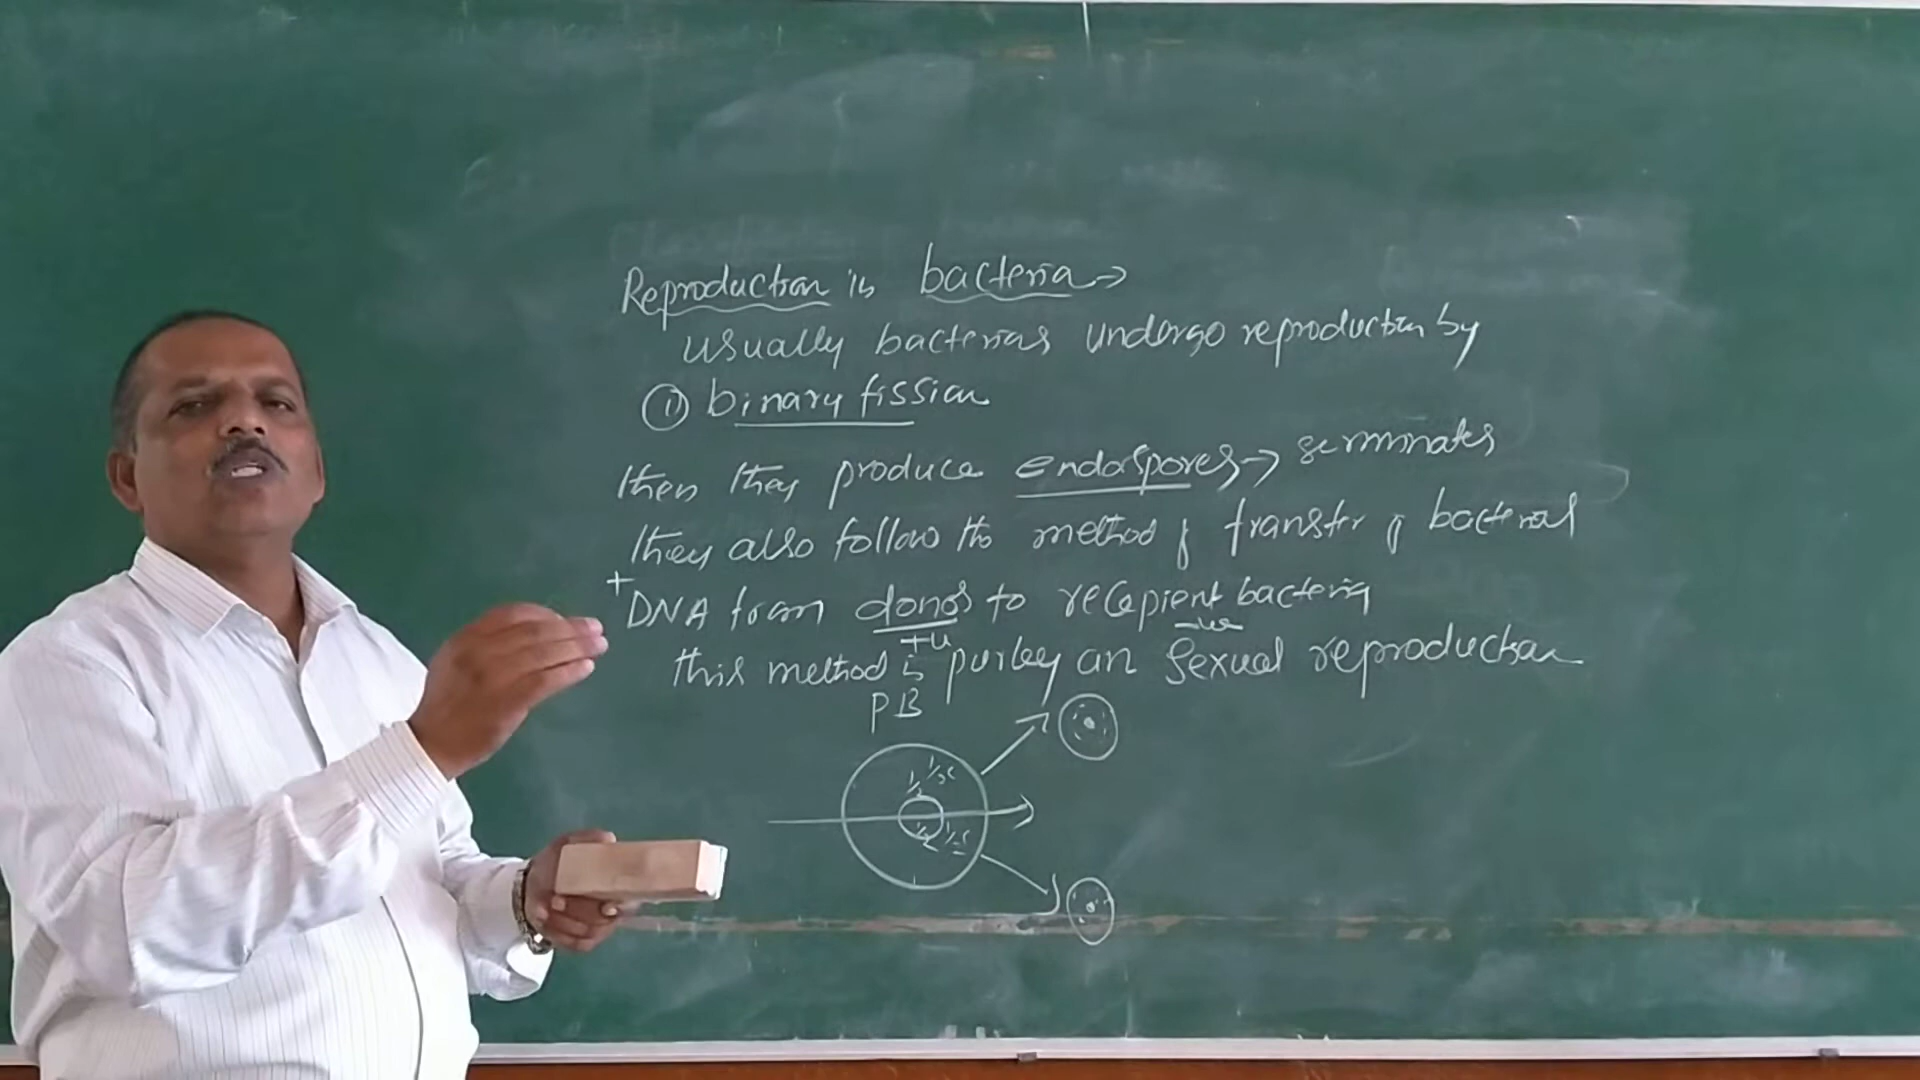 Reproduction in bacteria →
usually bacterias undergo reproduction by
① binary fission
then they produce endospores → germinates
they also follow the method of transfer of bacterial
+
DNA from donor to recepient bacteria
+ve -ve
this method is purley an sexual reproduction
PB